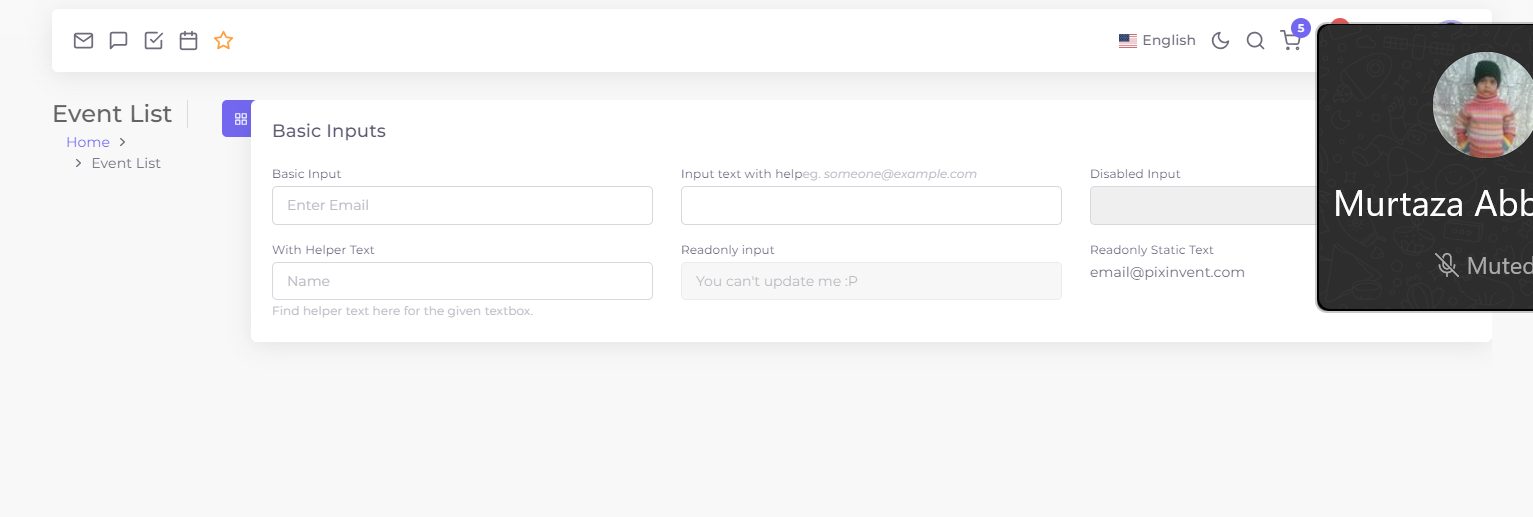 English
5
Event List
Home
Event List
Basic Inputs
Basic Input
Enter Email
Input text with helpeg. someone@example.com
Disabled Input
With Helper Text
Name
Find helper text here for the given textbox.
Readonly input
You can't update me :P
Readonly Static Text
email@pixinvent.com
Murtaza Abb
Muted